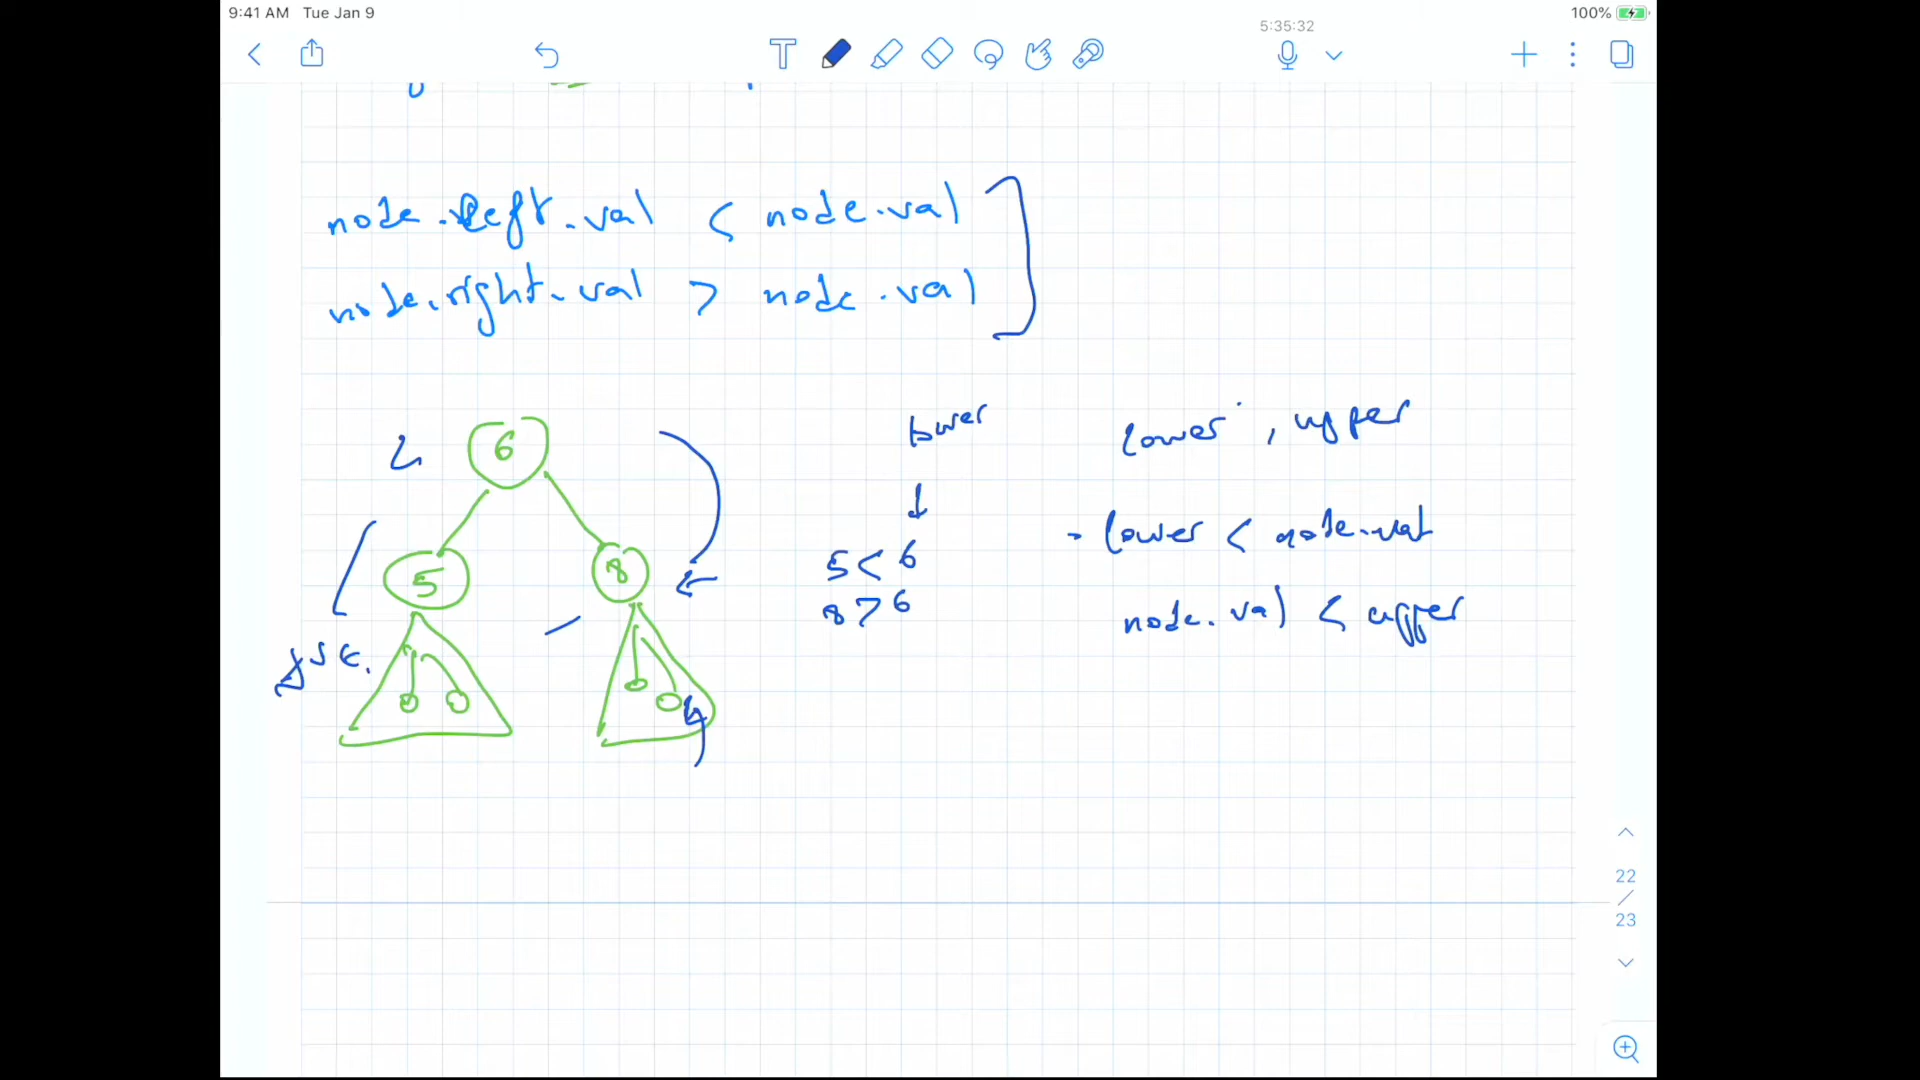 9:41 AM Tue Jan 9
100%
5:35:32
T
node.left.val < node.val
node.right.val > node.val
6
5
8
lower
↓
5 < 6
8 > 6
lower, upper
- lower < node.val
node.val < upper
22
/
23